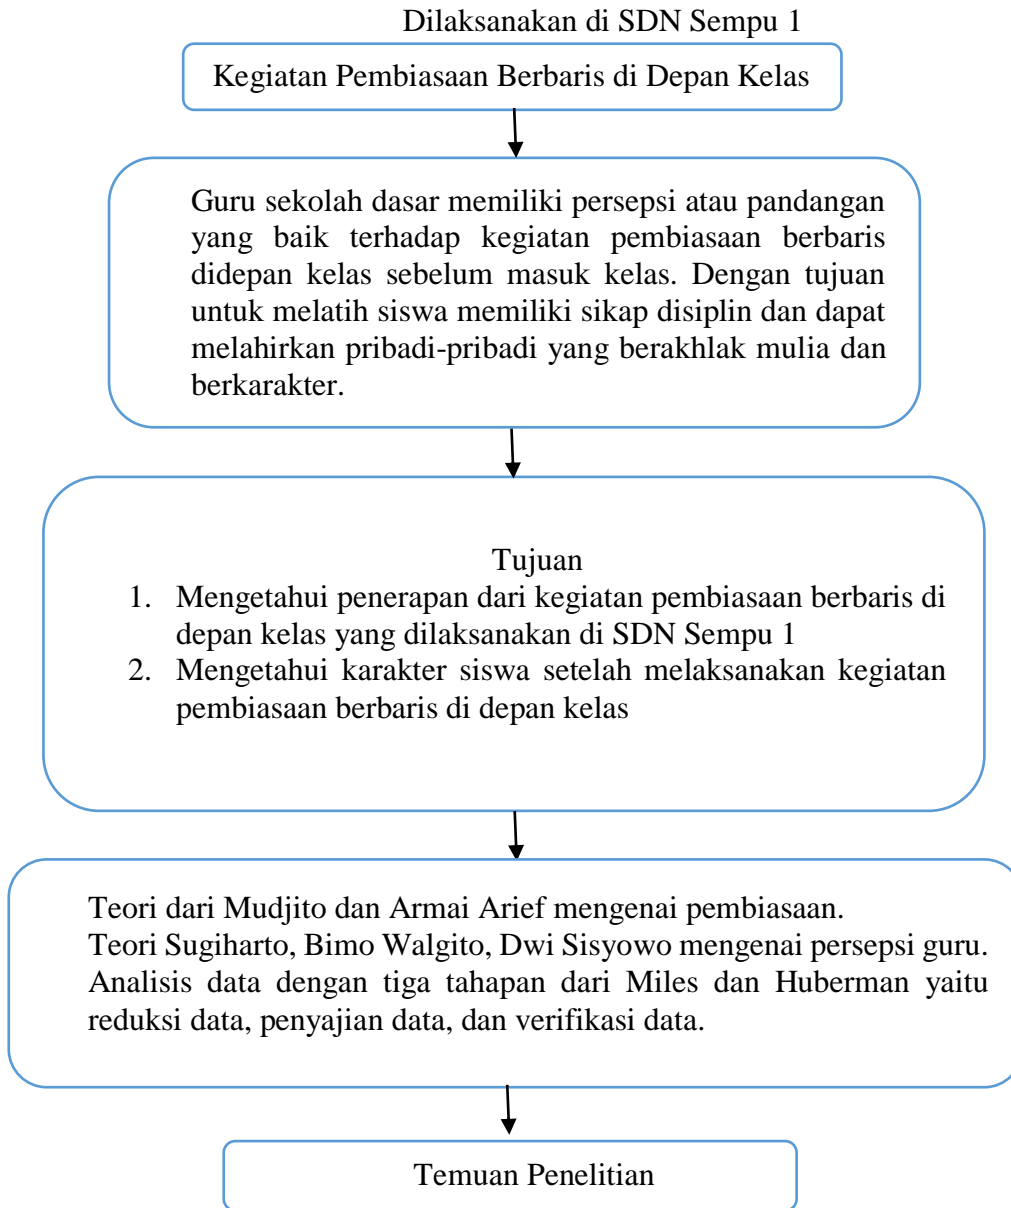 Dilaksanakan di SDN Sempu 1
Kegiatan Pembiasaan Berbaris di Depan Kelas
Guru sekolah dasar memiliki persepsi atau pandangan
yang baik terhadap kegiatan pembiasaan berbaris
didepan kelas sebelum masuk kelas. Dengan tujuan
untuk melatih siswa memiliki sikap disiplin dan dapat
melahirkan pribadi-pribadi yang berakhlak mulia dan
berkarakter.
Tujuan
1. Mengetahui penerapan dari kegiatan pembiasaan berbaris di
depan kelas yang dilaksanakan di SDN Sempu 1
2. Mengetahui karakter siswa setelah melaksanakan kegiatan
pembiasaan berbaris di depan kelas
Teori dari Mudjito dan Armai Arief mengenai pembiasaan.
Teori Sugiharto, Bimo Walgito, Dwi Sisyowo mengenai persepsi guru.
Analisis data dengan tiga tahapan dari Miles dan Huberman yaitu
reduksi data, penyajian data, dan verifikasi data.
Temuan Penelitian